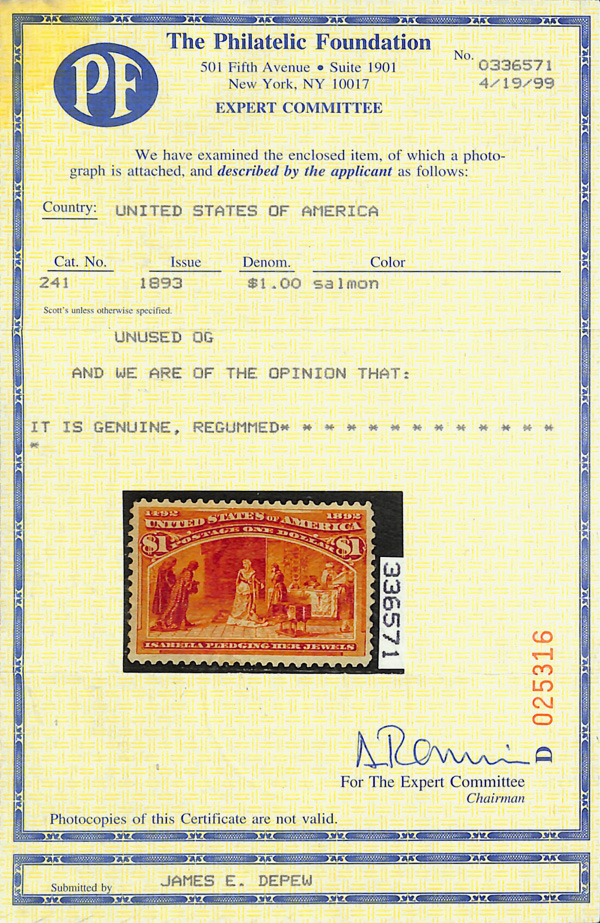 PF
The Philatelic Foundation
501 Fifth Avenue • Suite 1901
New York, NY 10017
EXPERT COMMITTEE
No. 0336571
4/19/99
We have examined the enclosed item, of which a photo-
graph is attached, and described by the applicant as follows:
Country: UNITED STATES OF AMERICA
Cat. No. Issue Denom. Color
241 1893 $1.00 salmon
Scott's unless otherwise specified.
UNUSED OG
AND WE ARE OF THE OPINION THAT:
IT IS GENUINE, REGUMMED* * * * * * * * * * * * *
*
1492 1892
UNITED STATES OF AMERICA
$1 POSTAGE ONE DOLLAR $1
ISABELLA PLEDGING HER JEWELS
336571
D 025316
For The Expert Committee
Chairman
Photocopies of this Certificate are not valid.
Submitted by JAMES E. DEPEW